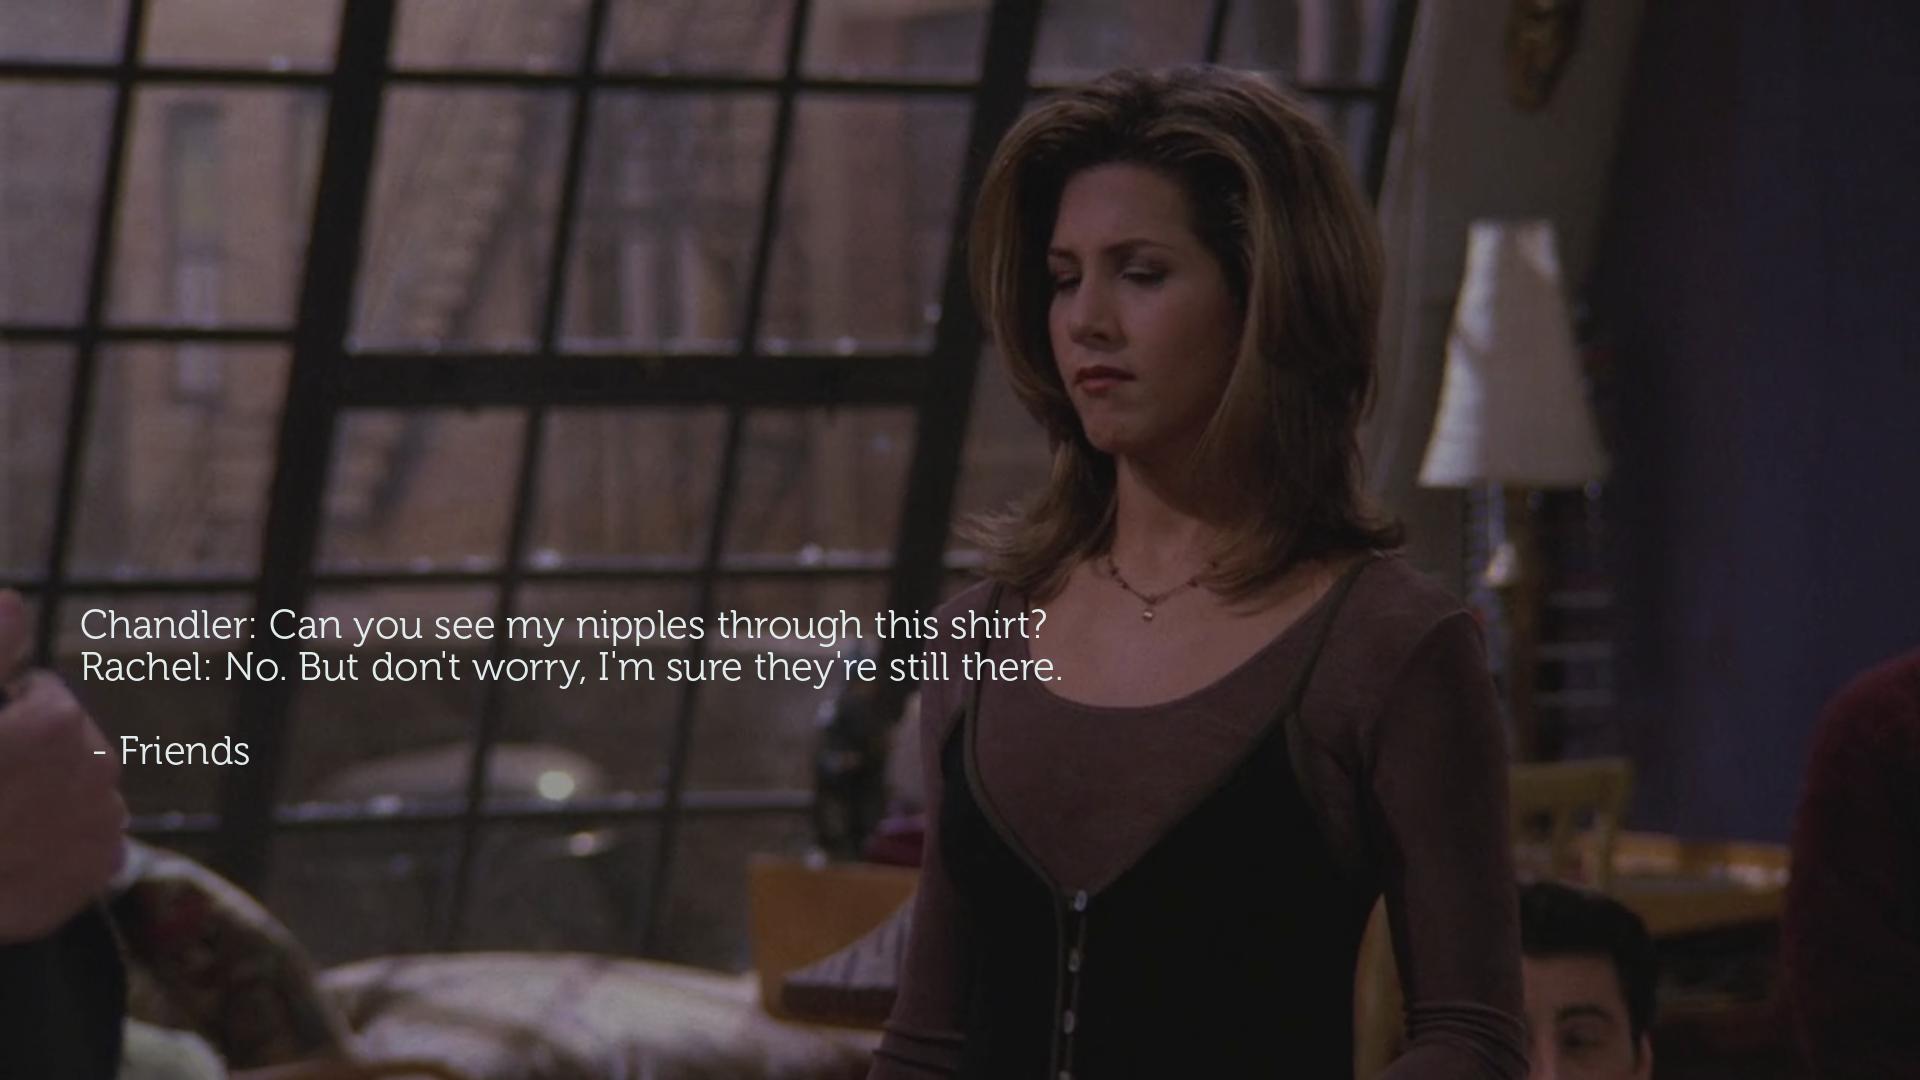 Chandler: Can you see my nipples through this shirt?
Rachel: No. But don't worry, I'm sure they're still there.
- Friends